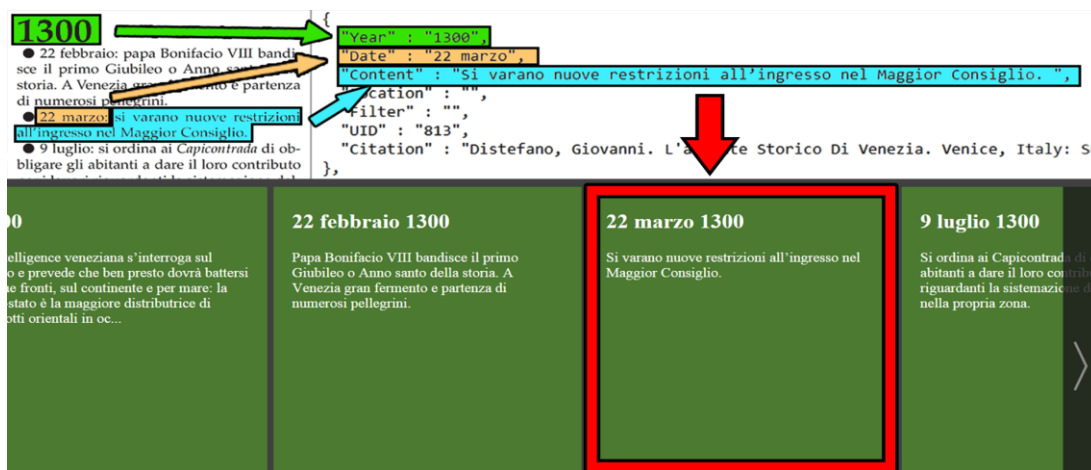 1300
● 22 febbraio: papa Bonifacio VIII bandi-
sce il primo Giubileo o Anno
storia. A Venezia gran e partenza
di numerosi pellegrini.
● 22 marzo: si varano nuove restrizioni
all'ingresso nel Maggior Consiglio.
● 9 luglio: si ordina ai Capicontrada di ob-
bligare gli abitanti a dare il loro contributo
{
"Year" : "1300",
"Date" : "22 marzo",
"Content" : "Si varano nuove restrizioni all'ingresso nel Maggior Consiglio. ",
"Location" : "",
"Filter" : "",
"UID" : "813",
"Citation" : "Distefano, Giovanni. L' Storico Di Venezia. Venice, Italy: S
},
00
elligence veneziana s'interroga sul
o e prevede che ben presto dovrà battersi
e fronti, sul continente e per mare: la
stato è la maggiore distributrice di
otti orientali in oc...
22 febbraio 1300
Papa Bonifacio VIII bandisce il primo
Giubileo o Anno santo della storia. A
Venezia gran fermento e partenza di
numerosi pellegrini.
22 marzo 1300
Si varano nuove restrizioni all'ingresso nel
Maggior Consiglio.
9 luglio 1300
Si ordina ai Capicontrada di
abitanti a dare il loro
riguardanti la sistemazione
nella propria zona.